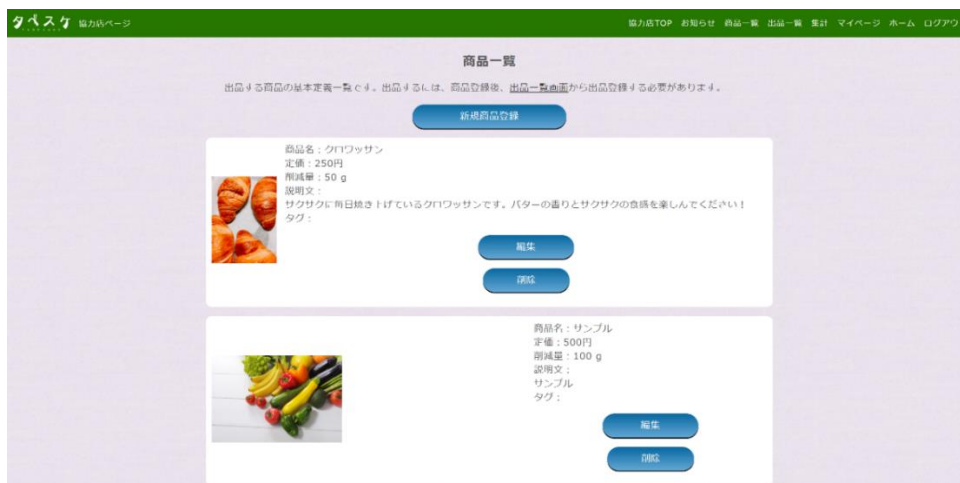 タベスケ 協力店ページ
協力店TOP お知らせ 商品一覧 出品一覧 集計 マイページ ホーム ログアウト
商品一覧
出品する商品の基本定義一覧です。出品するには、商品登録後、出品一覧画面から出品登録する必要があります。
新規商品登録
商品名：クロワッサン
定価：250円
削減量：50 g
説明文：
サクサクに毎日焼き上げているクロワッサンです。バターの香りとサクサクの食感を楽しんでください！
タグ：
編集
削除
商品名：サンプル
定価：500円
削減量：100 g
説明文：
サンプル
タグ：
編集
削除